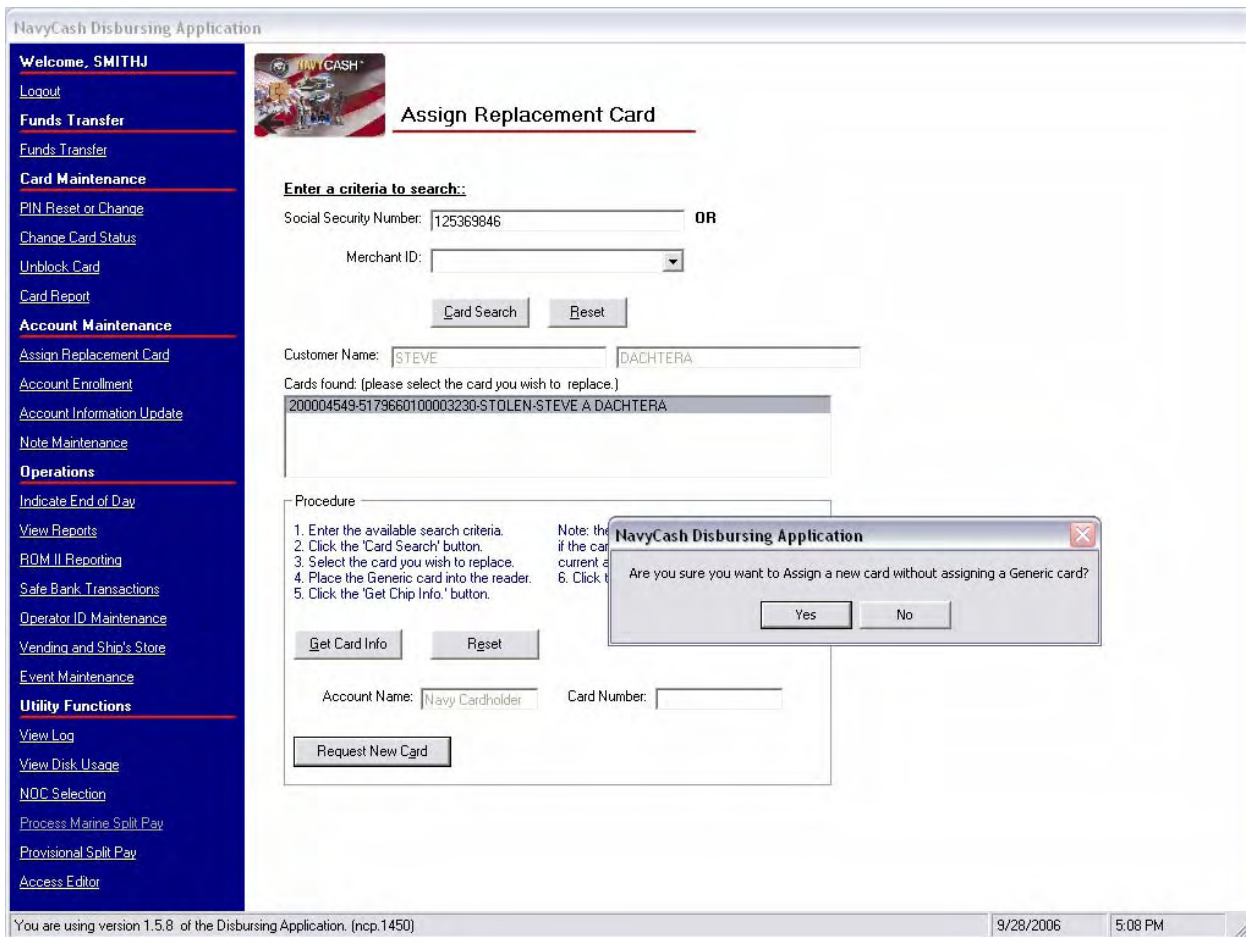 NavyCash Disbursing Application
Welcome, SMITHJ
Logout
Funds Transfer
Funds Transfer
Card Maintenance
PIN Reset or Change
Change Card Status
Unblock Card
Card Report
Account Maintenance
Assign Replacement Card
Account Enrollment
Account Information Update
Note Maintenance
Operations
Indicate End of Day
View Reports
ROM II Reporting
Safe Bank Transactions
Operator ID Maintenance
Vending and Ship's Store
Event Maintenance
Utility Functions
View Log
View Disk Usage
NOC Selection
Process Marine Split Pay
Provisional Split Pay
Access Editor
NAVYCASH
Assign Replacement Card
Enter a criteria to search::
Social Security Number: 125369846 OR
Merchant ID:
Card Search Reset
Customer Name: STEVE DACHTERA
Cards found: (please select the card you wish to replace.)
200004549-5179660100003230-STOLEN-STEVE A DACHTERA
Procedure
1. Enter the available search criteria.
2. Click the 'Card Search' button.
3. Select the card you wish to replace.
4. Place the Generic card into the reader.
5. Click the 'Get Chip Info.' button.
Note: the
if the car
current a
6. Click t
NavyCash Disbursing Application
Are you sure you want to Assign a new card without assigning a Generic card?
Yes No
Get Card Info Reset
Account Name: Navy Cardholder Card Number:
Request New Card
You are using version 1.5.8 of the Disbursing Application. (ncp.1450) 9/28/2006 5:08 PM